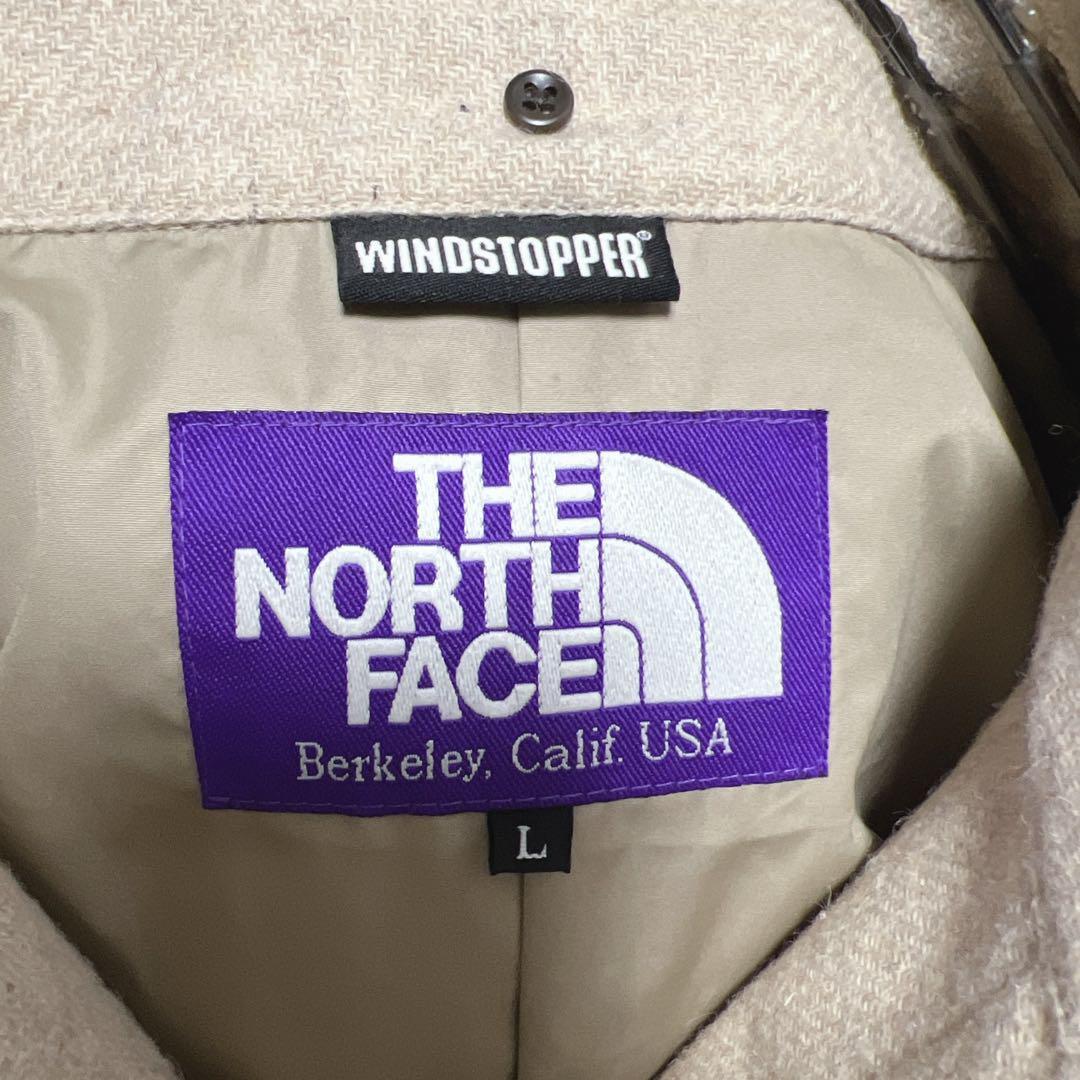 WINDSTOPPER®
THE
NORTH
FACE
Berkeley, Calif. USA
L